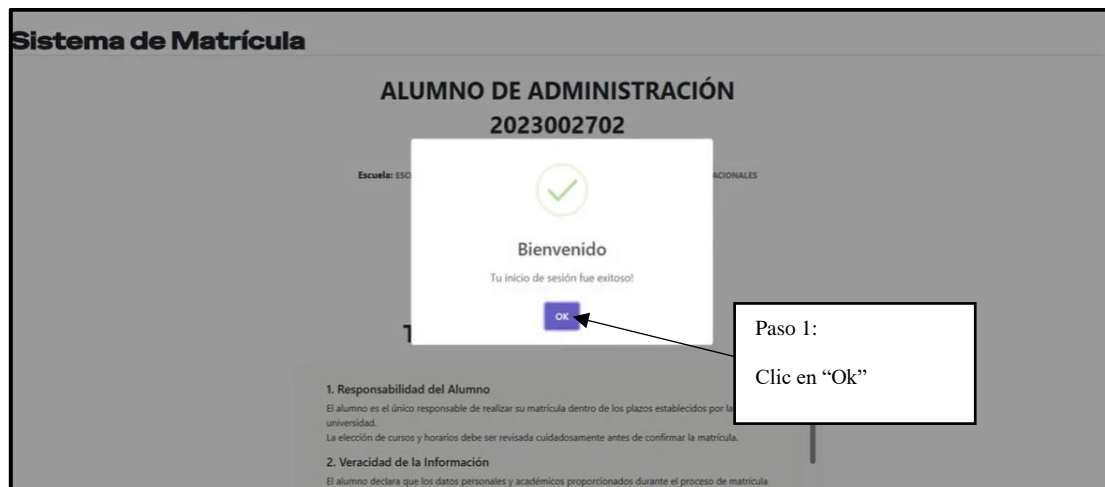 Sistema de Matrícula
ALUMNO DE ADMINISTRACIÓN
2023002702
Escuela:
Bienvenido
Tu inicio de sesión fue exitoso!
OK
Paso 1:
Clic en “Ok”
1. Responsabilidad del Alumno
El alumno es el único responsable de realizar su matrícula dentro de los plazos establecidos por la
universidad.
La elección de cursos y horarios debe ser revisada cuidadosamente antes de confirmar la matrícula.
2. Veracidad de la Información
El alumno declara que los datos personales y académicos proporcionados durante el proceso de matrícula